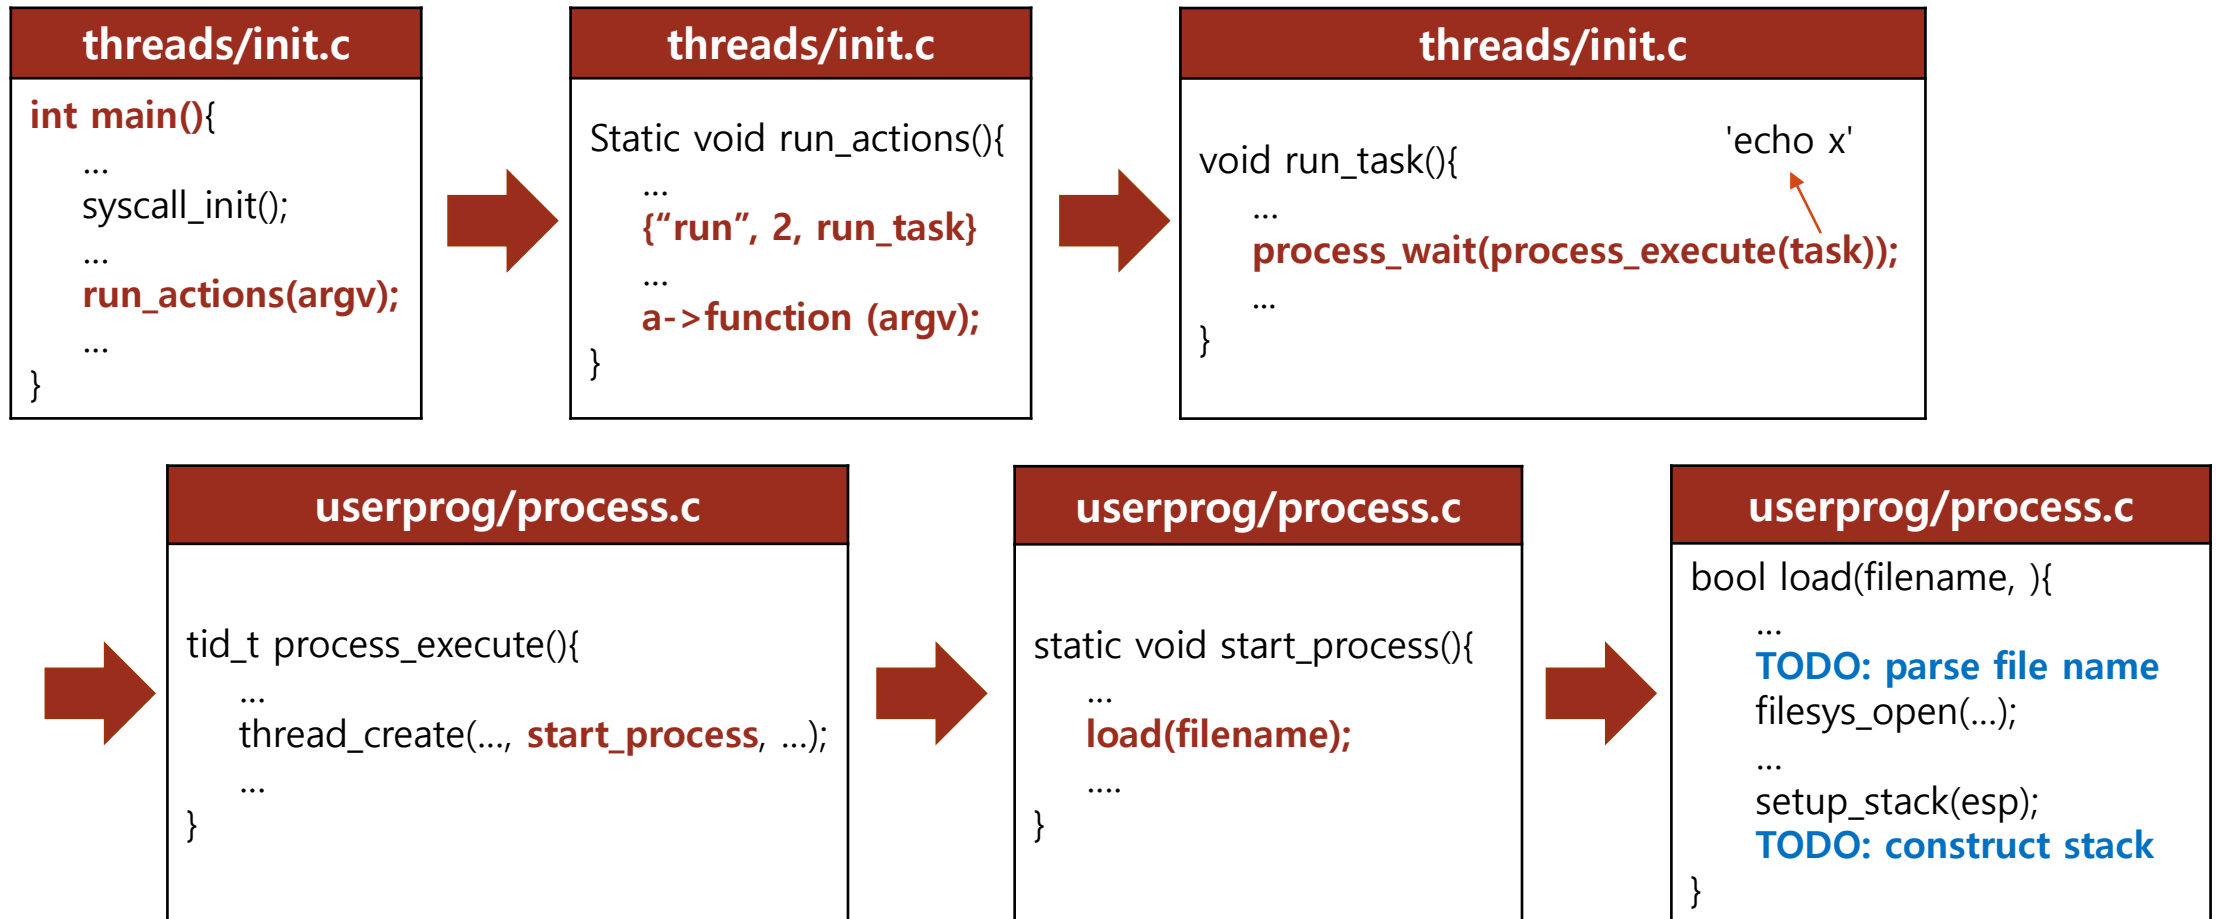 threads/init.c
int main(){
...
syscall_init();
...
run_actions(argv);
...
}
threads/init.c
Static void run_actions(){
...
{“run”, 2, run_task}
...
a->function (argv);
}
threads/init.c
'echo x'
void run_task(){
...
process_wait(process_execute(task));
...
}
userprog/process.c
tid_t process_execute(){
...
thread_create(..., start_process, ...);
...
}
userprog/process.c
static void start_process(){
...
load(filename);
....
}
userprog/process.c
bool load(filename, ){
...
TODO: parse file name
filesys_open(...);
...
setup_stack(esp);
TODO: construct stack
}